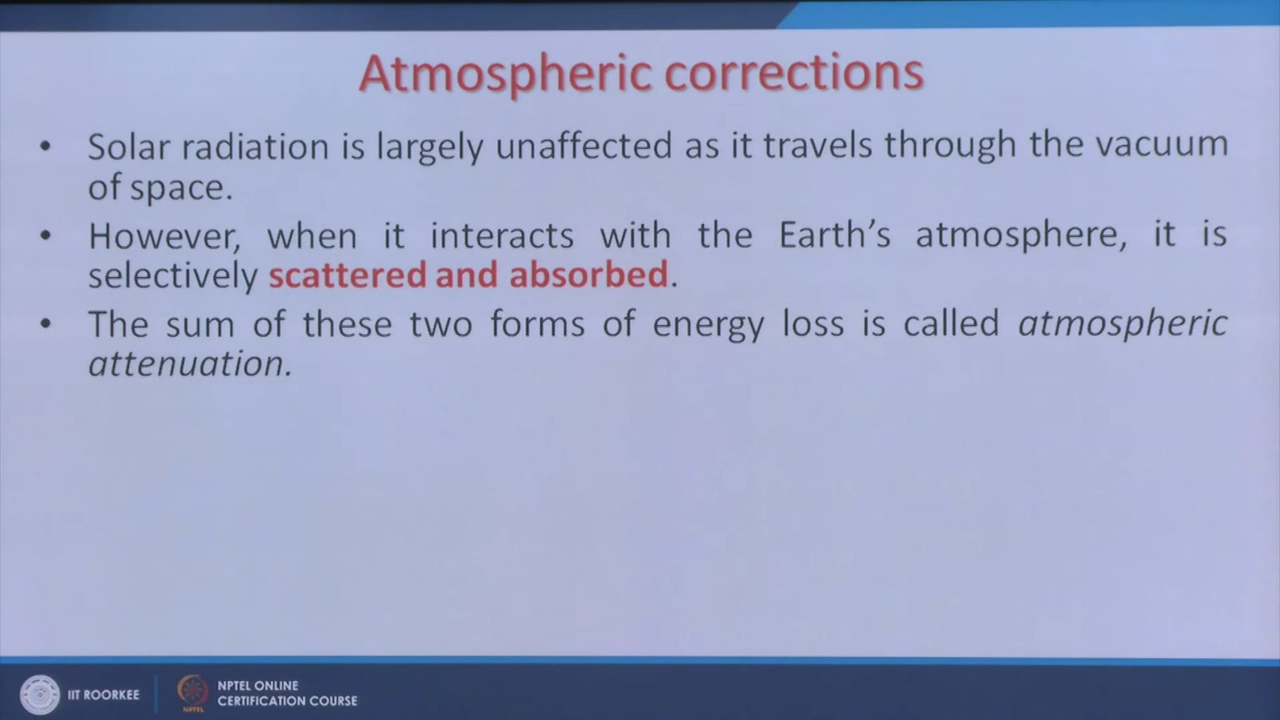 Atmospheric corrections
• Solar radiation is largely unaffected as it travels through the vacuum
of space.
• However, when it interacts with the Earth’s atmosphere, it is
selectively scattered and absorbed.
• The sum of these two forms of energy loss is called atmospheric
attenuation.
IIT ROORKEE
NPTEL
NPTEL ONLINE
CERTIFICATION COURSE